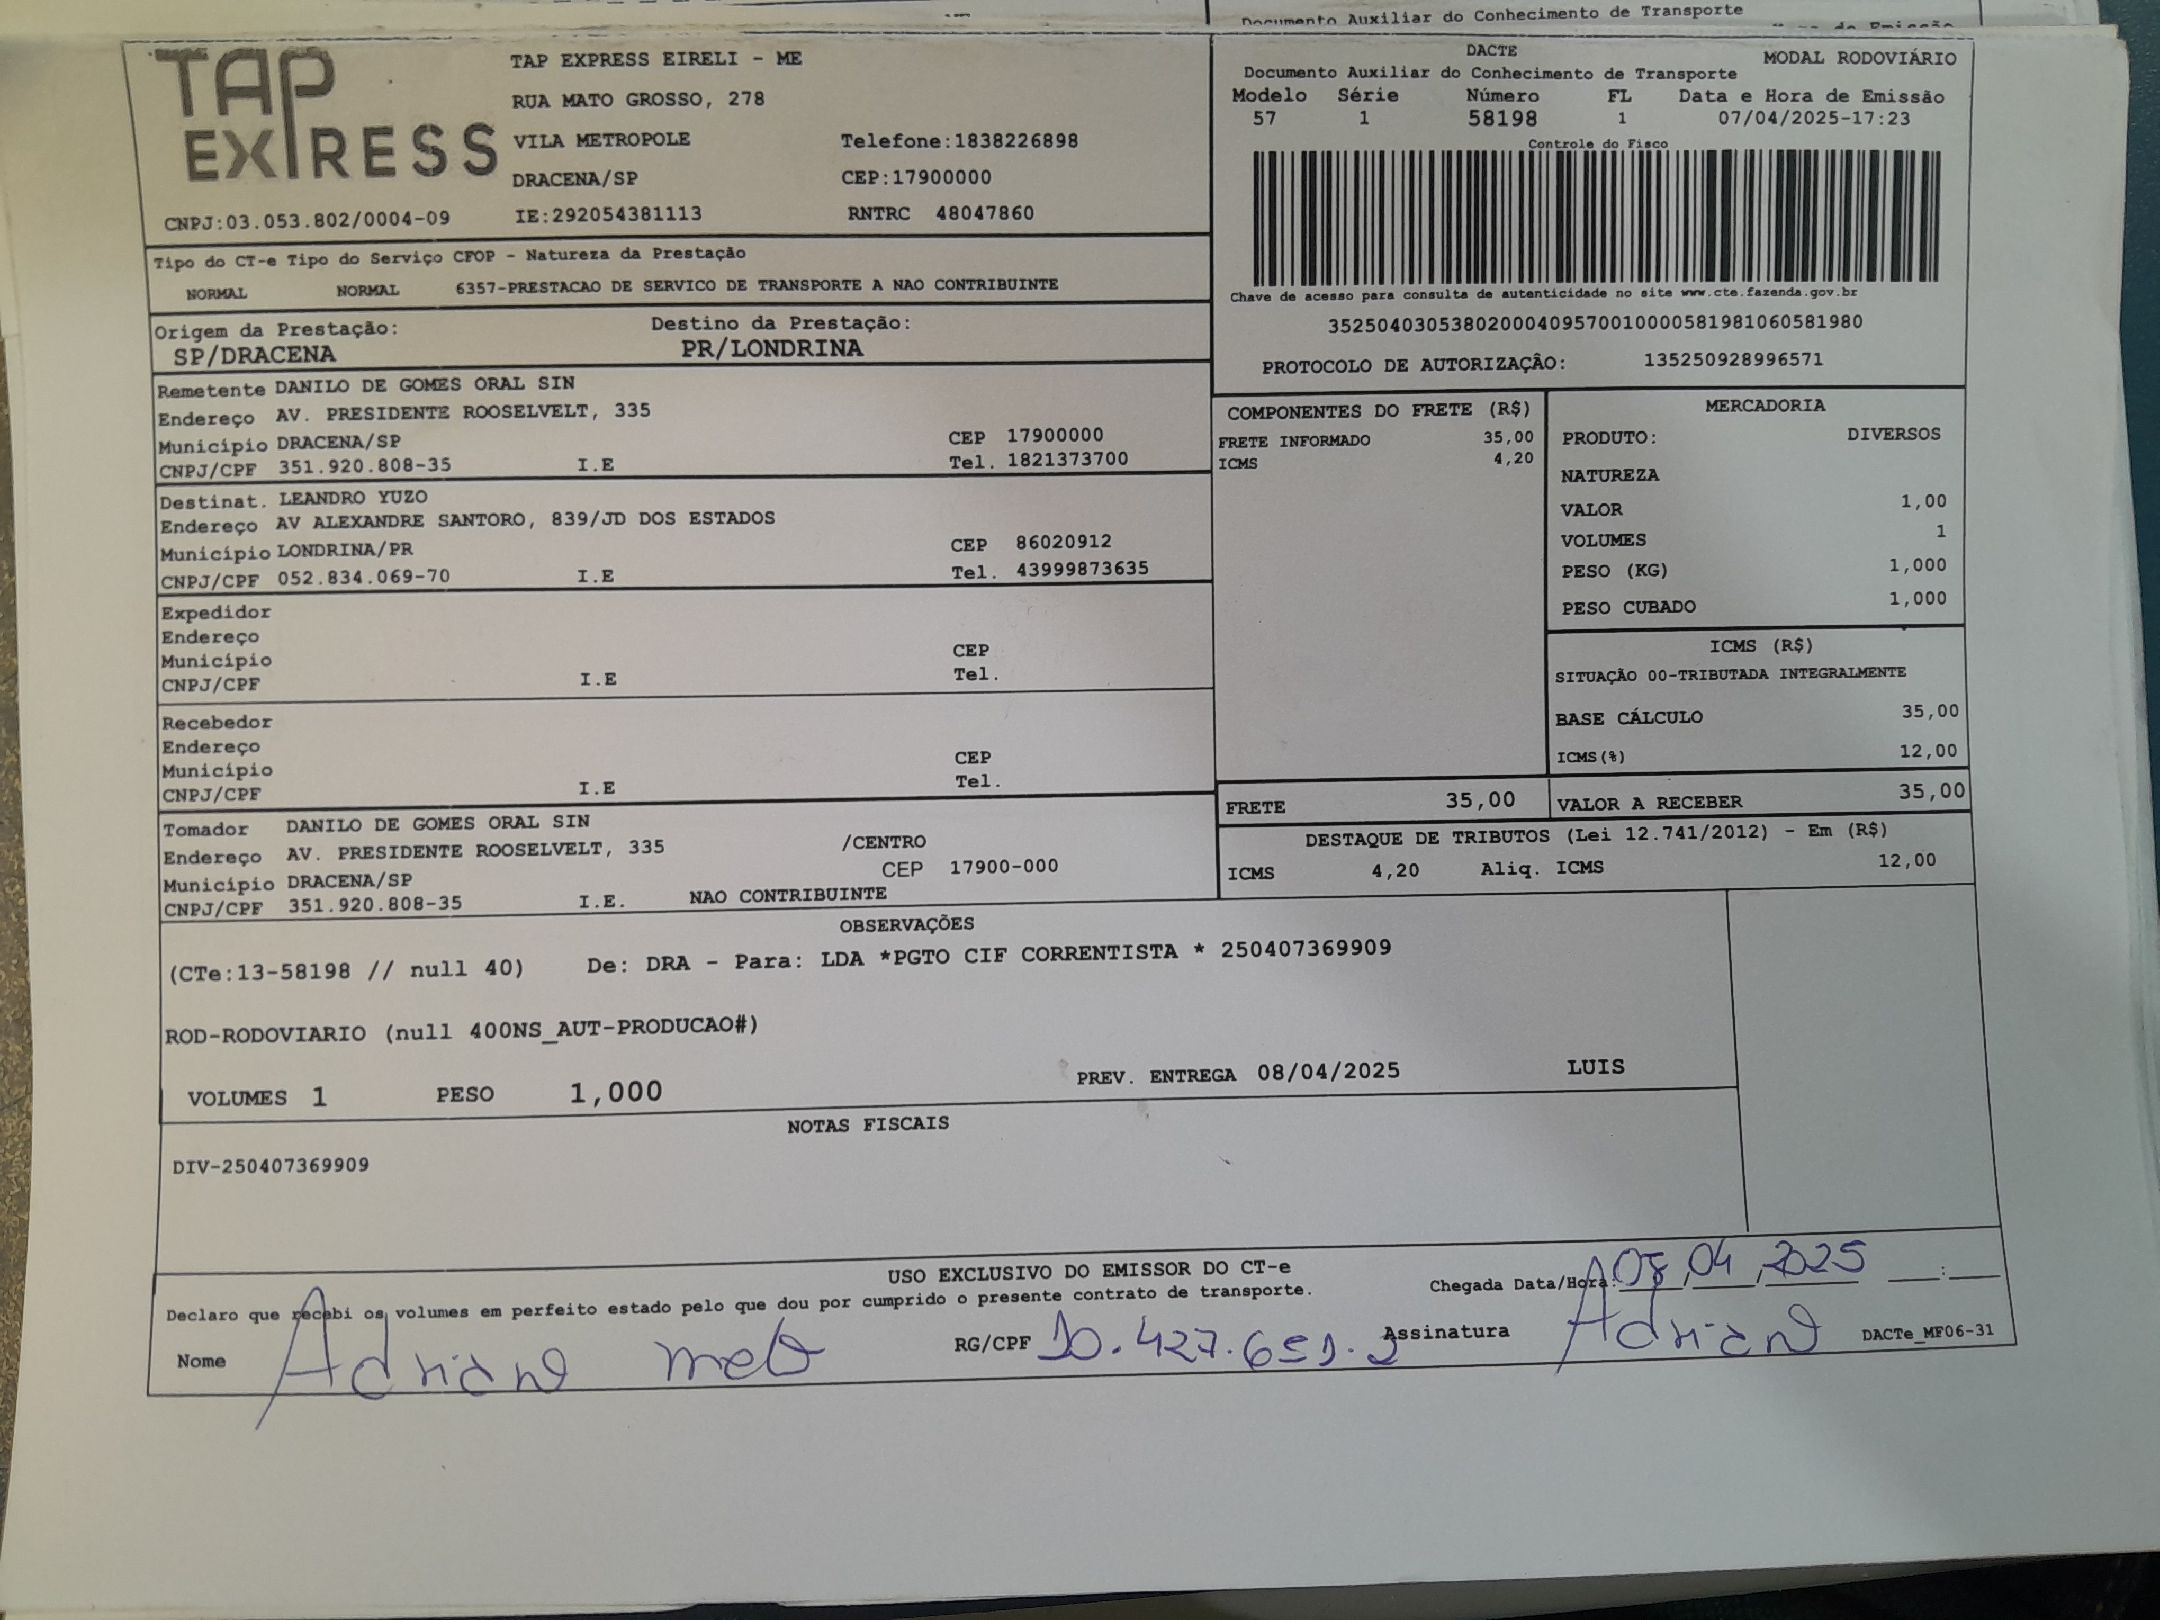 Documento Auxiliar do Conhecimento de Transporte
TAP
EXPRESS
TAP EXPRESS EIRELI - ME
RUA MATO GROSSO, 278
VILA METROPOLE Telefone:1838226898
DRACENA/SP CEP:17900000
CNPJ:03.053.802/0004-09 IE:292054381113 RNTRC 48047860
DACTE MODAL RODOVIÁRIO
Documento Auxiliar do Conhecimento de Transporte
Modelo Série Número FL Data e Hora de Emissão
57 1 58198 1 07/04/2025-17:23
Controle do Fisco
Chave de acesso para consulta de autenticidade no site www.cte.fazenda.gov.br
35250403053802000409570010000581981060581980
PROTOCOLO DE AUTORIZAÇÃO: 135250928996571
Tipo do CT-e Tipo do Serviço CFOP - Natureza da Prestação
NORMAL NORMAL 6357-PRESTACAO DE SERVICO DE TRANSPORTE A NAO CONTRIBUINTE
Origem da Prestação: Destino da Prestação:
SP/DRACENA PR/LONDRINA
Remetente DANILO DE GOMES ORAL SIN
Endereço AV. PRESIDENTE ROOSELVELT, 335
Município DRACENA/SP CEP 17900000
CNPJ/CPF 351.920.808-35 I.E Tel. 1821373700
Destinat. LEANDRO YUZO
Endereço AV ALEXANDRE SANTORO, 839/JD DOS ESTADOS
Município LONDRINA/PR CEP 86020912
CNPJ/CPF 052.834.069-70 I.E Tel. 43999873635
Expedidor
Endereço
Município CEP
CNPJ/CPF I.E Tel.
Recebedor
Endereço
Município CEP
CNPJ/CPF I.E Tel.
Tomador DANILO DE GOMES ORAL SIN
Endereço AV. PRESIDENTE ROOSELVELT, 335 /CENTRO
Município DRACENA/SP CEP 17900-000
CNPJ/CPF 351.920.808-35 I.E. NAO CONTRIBUINTE
COMPONENTES DO FRETE (R$)
FRETE INFORMADO 35,00
ICMS 4,20
MERCADORIA
PRODUTO: DIVERSOS
NATUREZA
VALOR 1,00
VOLUMES 1
PESO (KG) 1,000
PESO CUBADO 1,000
ICMS (R$)
SITUAÇÃO 00-TRIBUTADA INTEGRALMENTE
BASE CÁLCULO 35,00
ICMS(%) 12,00
FRETE 35,00 VALOR A RECEBER 35,00
DESTAQUE DE TRIBUTOS (Lei 12.741/2012) - Em (R$)
ICMS 4,20 Aliq. ICMS 12,00
OBSERVAÇÕES
(CTe:13-58198 // null 40) De: DRA - Para: LDA *PGTO CIF CORRENTISTA * 250407369909
ROD-RODOVIARIO (null 400NS_AUT-PRODUCAO#)
VOLUMES 1 PESO 1,000 PREV. ENTREGA 08/04/2025 LUIS
NOTAS FISCAIS
DIV-250407369909
USO EXCLUSIVO DO EMISSOR DO CT-e
Declaro que recebi os volumes em perfeito estado pelo que dou por cumprido o presente contrato de transporte.
Chegada Data/Hora: 08 04 2025 __:__
Nome Adriano Melo RG/CPF 10.427.651.2 Assinatura Adriano DACTe_MF06-31